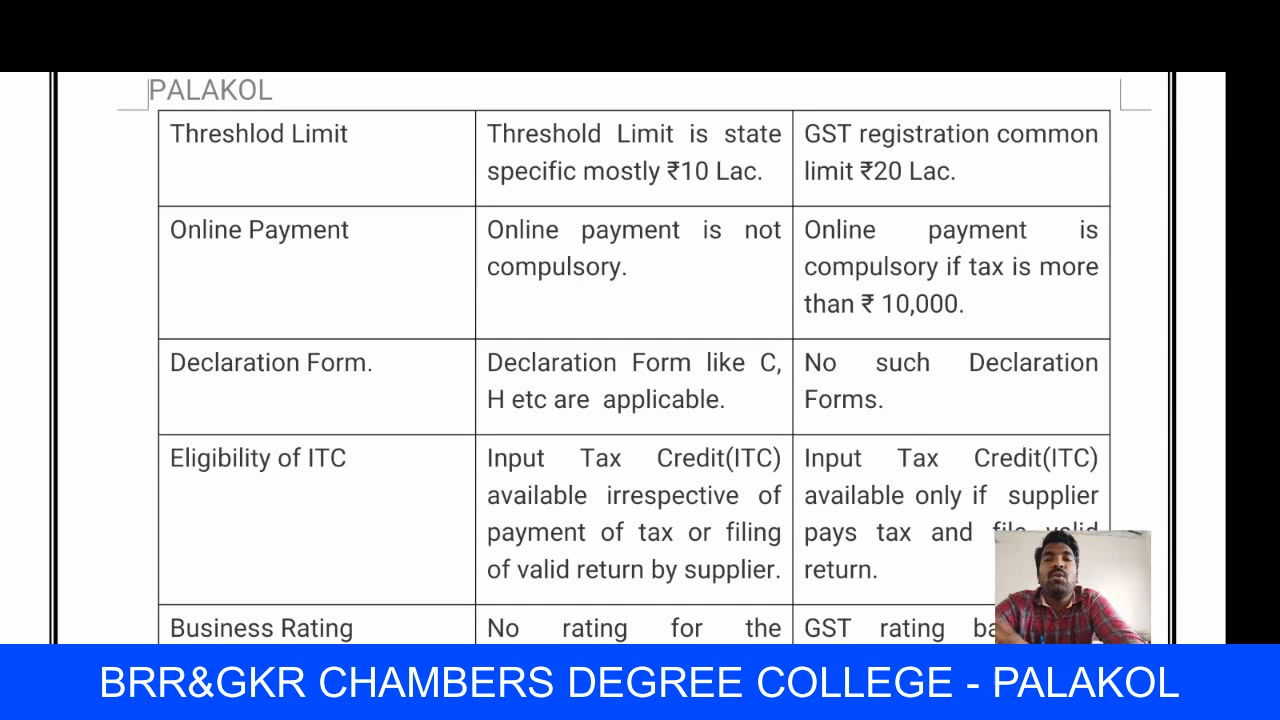 PALAKOL
Threshlod Limit
Threshold Limit is state
specific mostly ₹10 Lac.
GST registration common
limit ₹20 Lac.
Online Payment
Online payment is not
compulsory.
Online payment is
compulsory if tax is more
than ₹ 10,000.
Declaration Form.
Declaration Form like C,
H etc are applicable.
No such Declaration
Forms.
Eligibility of ITC
Input Tax Credit(ITC)
available irrespective of
payment of tax or filing
of valid return by supplier.
Input Tax Credit(ITC)
available only if supplier
pays tax and file valid
return.
Business Rating
No rating for the
GST rating
BRR&GKR CHAMBERS DEGREE COLLEGE - PALAKOL